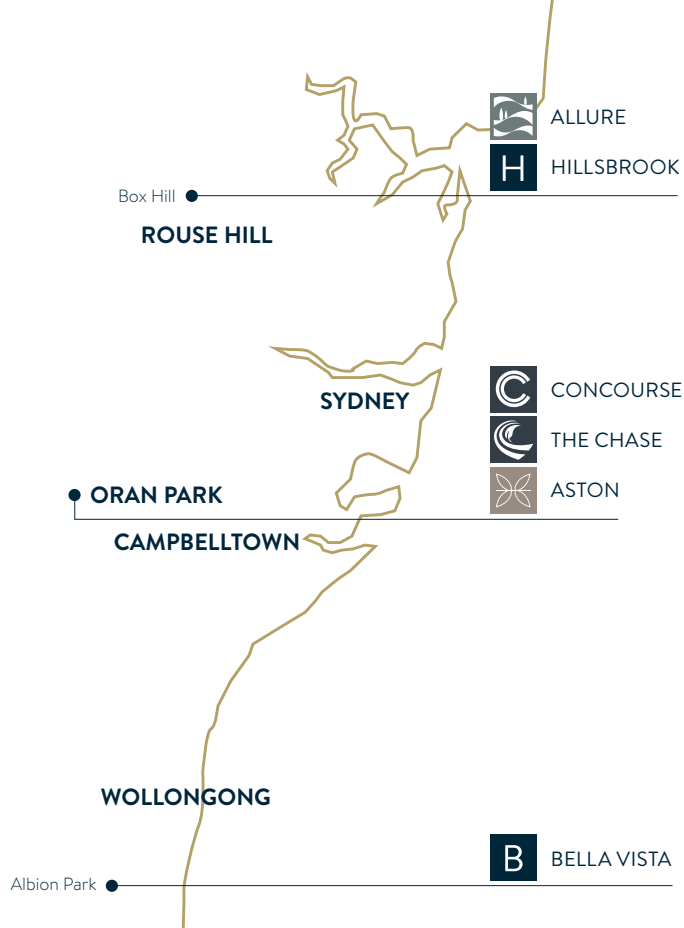 ALLURE
H HILLSBROOK
Box Hill
ROUSE HILL
SYDNEY
C CONCOURSE
THE CHASE
ASTON
ORAN PARK
CAMPBELLTOWN
WOLLONGONG
B BELLA VISTA
Albion Park